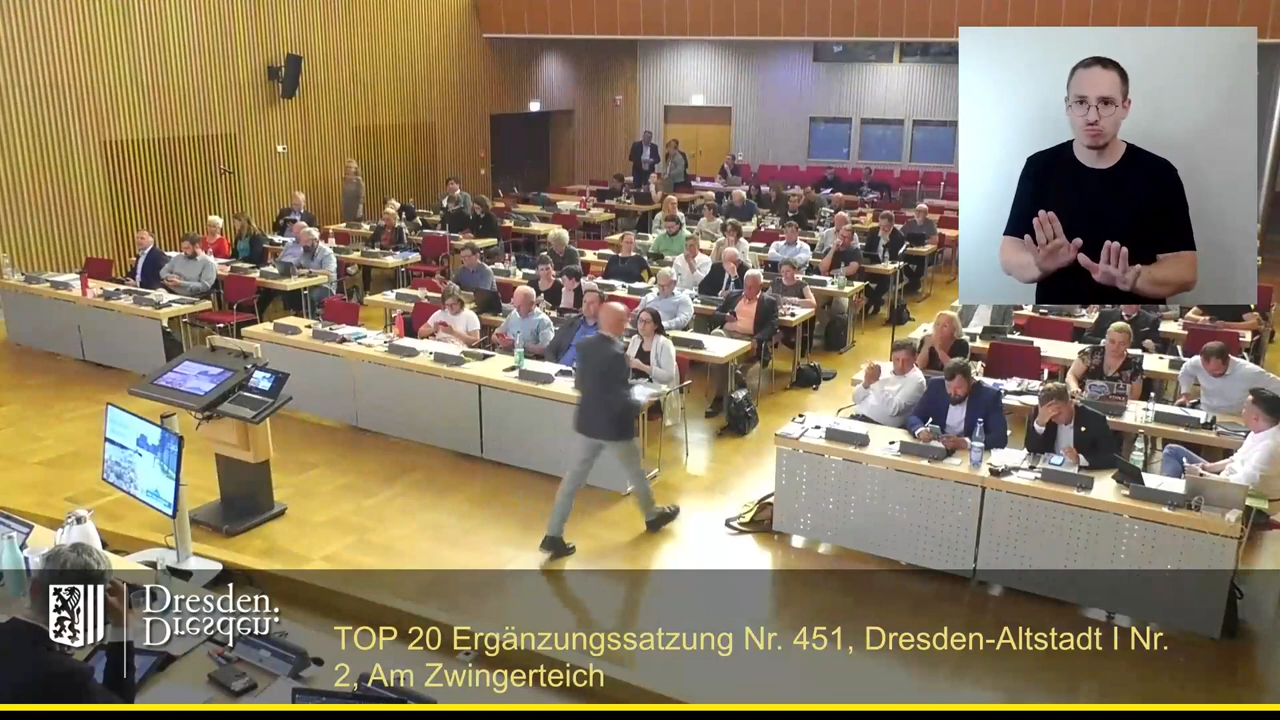 Dresden.
Dresden.
TOP 20 Ergänzungssatzung Nr. 451, Dresden-Altstadt I Nr.
2, Am Zwingerteich